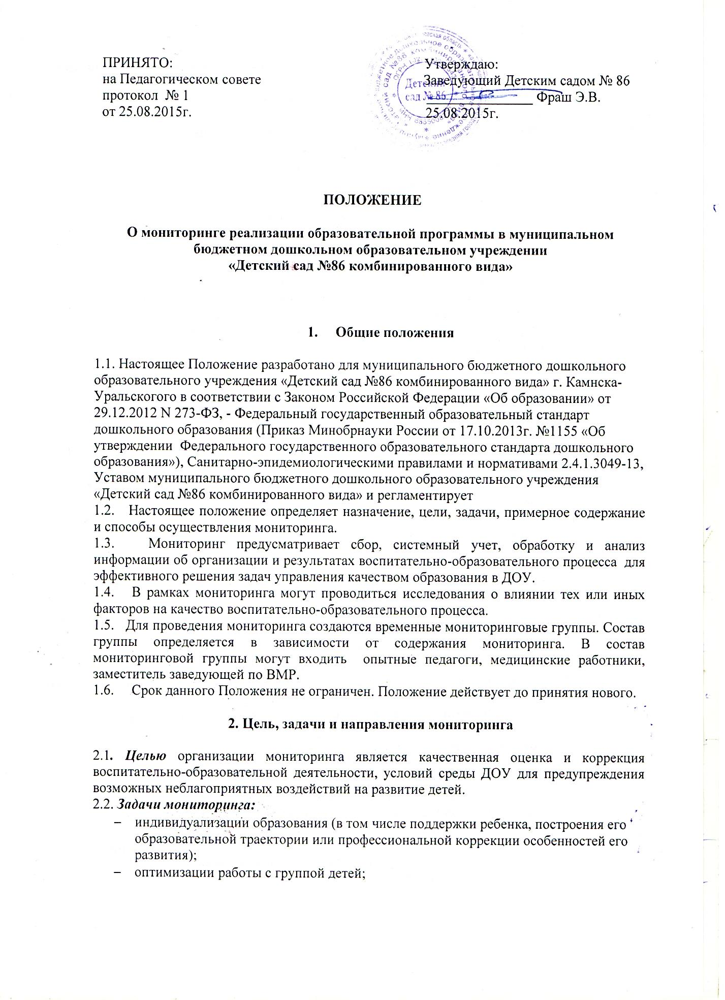 ПРИНЯТО:
на Педагогическом совете
протокол № 1
от 25.08.2015г.
Утверждаю:
Заведующий Детским садом № 86
_______________ Фраш Э.В.
25.08.2015г.
Детский
сад № 86
ПОЛОЖЕНИЕ
О мониторинге реализации образовательной программы в муниципальном
бюджетном дошкольном образовательном учреждении
«Детский сад №86 комбинированного вида»
1. Общие положения
1.1. Настоящее Положение разработано для муниципального бюджетного дошкольного
образовательного учреждения «Детский сад №86 комбинированного вида» г. Камнска-
Уральскогого в соответствии с Законом Российской Федерации «Об образовании» от
29.12.2012 N 273-ФЗ, - Федеральный государственный образовательный стандарт
дошкольного образования (Приказ Минобрнауки России от 17.10.2013г. №1155 «Об
утверждении Федерального государственного образовательного стандарта дошкольного
образования»), Санитарно-эпидемиологическими правилами и нормативами 2.4.1.3049-13,
Уставом муниципального бюджетного дошкольного образовательного учреждения
«Детский сад №86 комбинированного вида» и регламентирует
1.2. Настоящее положение определяет назначение, цели, задачи, примерное содержание
и способы осуществления мониторинга.
1.3. Мониторинг предусматривает сбор, системный учет, обработку и анализ
информации об организации и результатах воспитательно-образовательного процесса для
эффективного решения задач управления качеством образования в ДОУ.
1.4. В рамках мониторинга могут проводиться исследования о влиянии тех или иных
факторов на качество воспитательно-образовательного процесса.
1.5. Для проведения мониторинга создаются временные мониторинговые группы. Состав
группы определяется в зависимости от содержания мониторинга. В состав
мониторинговой группы могут входить опытные педагоги, медицинские работники,
заместитель заведующей по ВМР.
1.6. Срок данного Положения не ограничен. Положение действует до принятия нового.
2. Цель, задачи и направления мониторинга
2.1. Целью организации мониторинга является качественная оценка и коррекция
воспитательно-образовательной деятельности, условий среды ДОУ для предупреждения
возможных неблагоприятных воздействий на развитие детей.
2.2. Задачи мониторинга:
– индивидуализации образования (в том числе поддержки ребенка, построения его
образовательной траектории или профессиональной коррекции особенностей его
развития);
– оптимизации работы с группой детей;